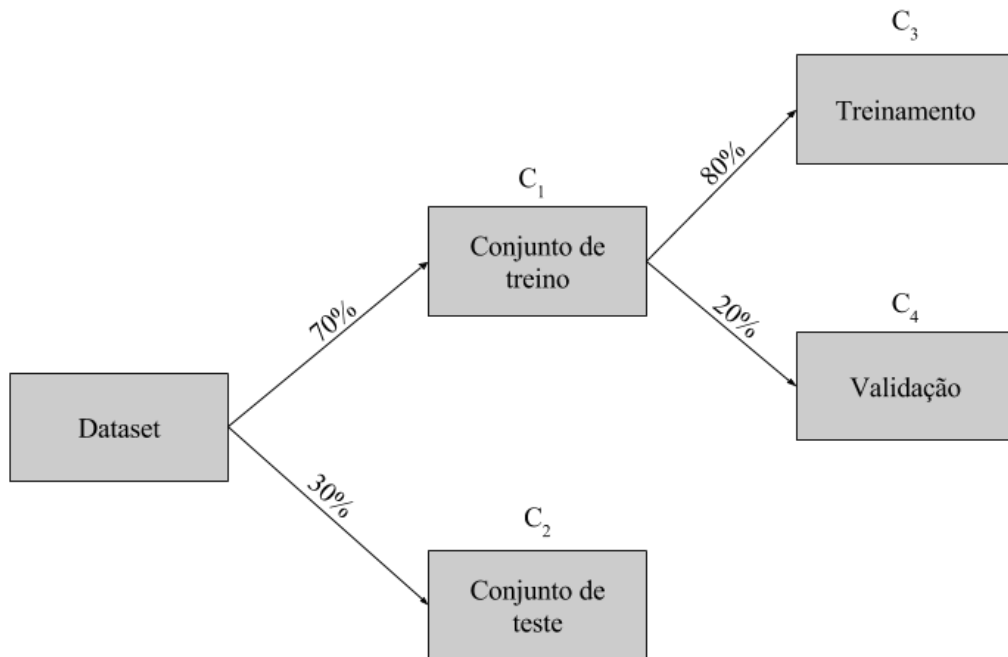 C₃
Treinamento
80%
C₁
Conjunto de
treino
70%
20%
C₄
Validação
Dataset
30%
C₂
Conjunto de
teste